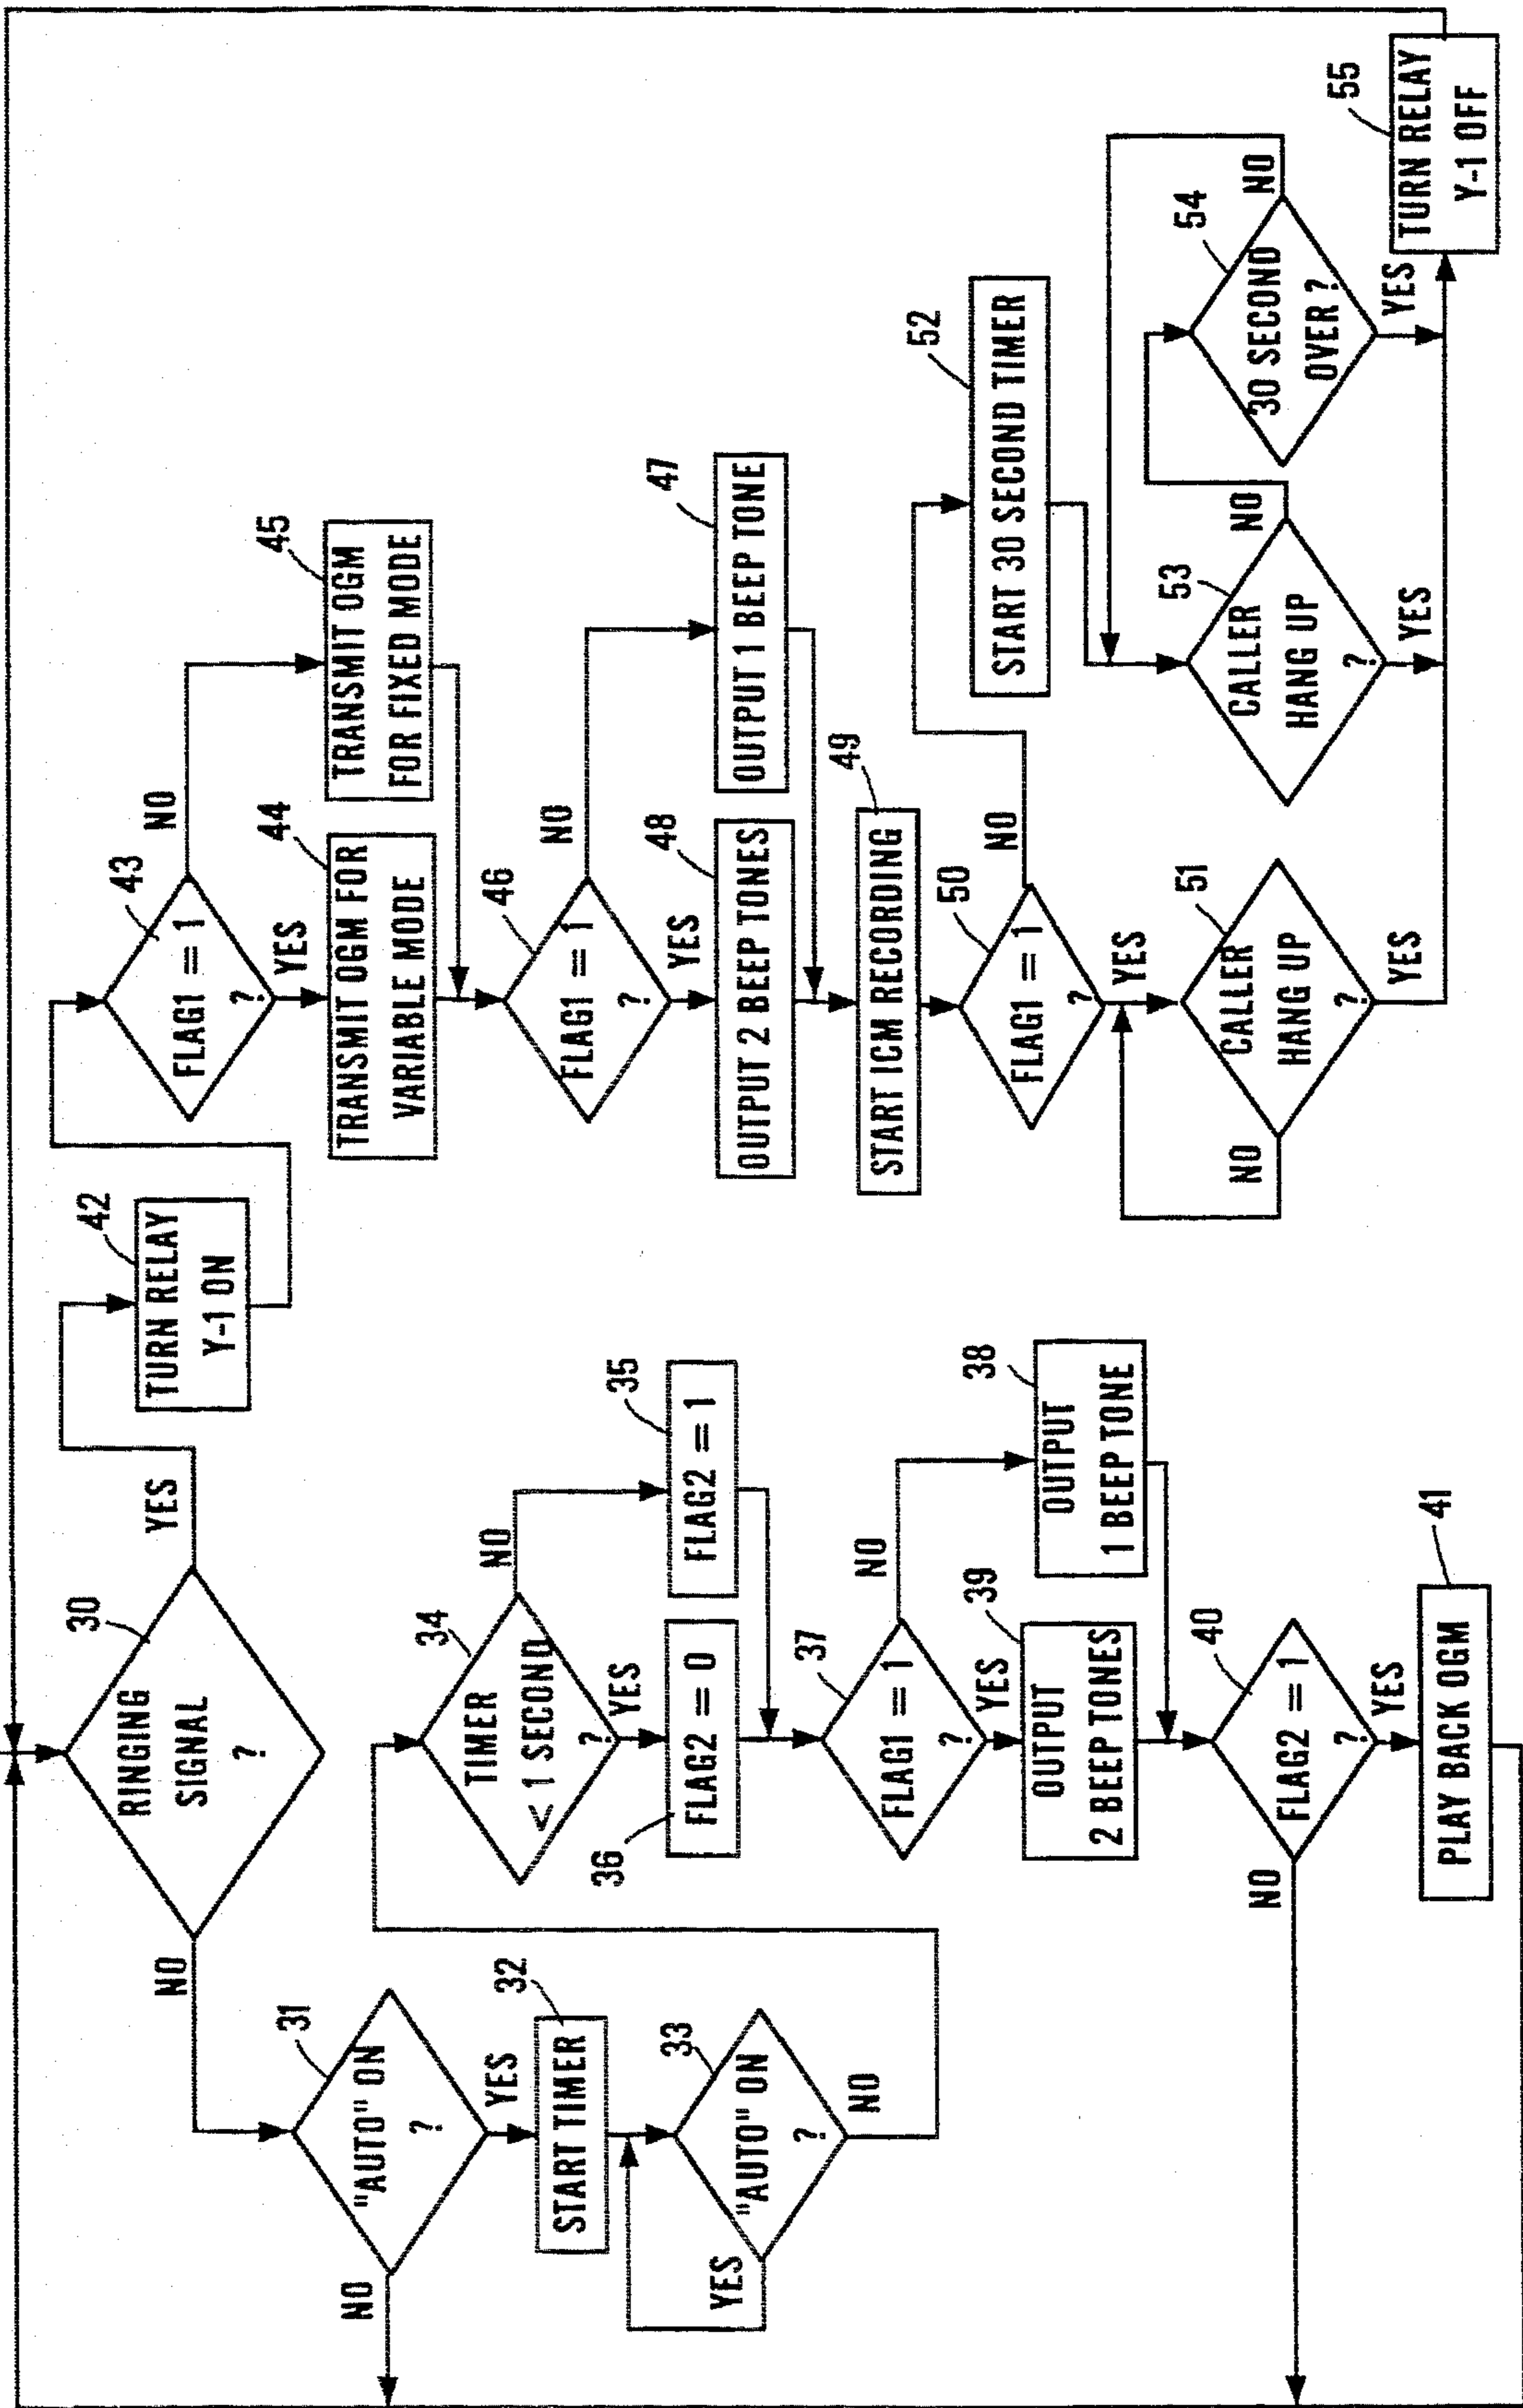 30
RINGING
SIGNAL
?
YES
NO
31
"AUTO" ON
?
NO
YES
32
START TIMER
33
"AUTO" ON
?
YES
NO
34
TIMER
< 1 SECOND
?
NO
YES
35
FLAG2 = 1
36
FLAG2 = 0
37
FLAG1 = 1
?
NO
YES
38
OUTPUT
1 BEEP TONE
39
OUTPUT
2 BEEP TONES
40
FLAG2 = 1
?
NO
YES
41
PLAY BACK OGM
42
TURN RELAY
Y-1 ON
43
FLAG1 = 1
?
NO
YES
44
TRANSMIT OGM FOR
VARIABLE MODE
45
TRANSMIT OGM
FOR FIXED MODE
46
FLAG1 = 1
?
NO
YES
47
OUTPUT 1 BEEP TONE
48
OUTPUT 2 BEEP TONES
49
START ICM RECORDING
50
FLAG1 = 1
?
NO
YES
51
CALLER
HANG UP
?
NO
YES
52
START 30 SECOND TIMER
53
CALLER
HANG UP
?
NO
YES
54
30 SECOND
OVER ?
NO
YES
55
TURN RELAY
Y-1 OFF